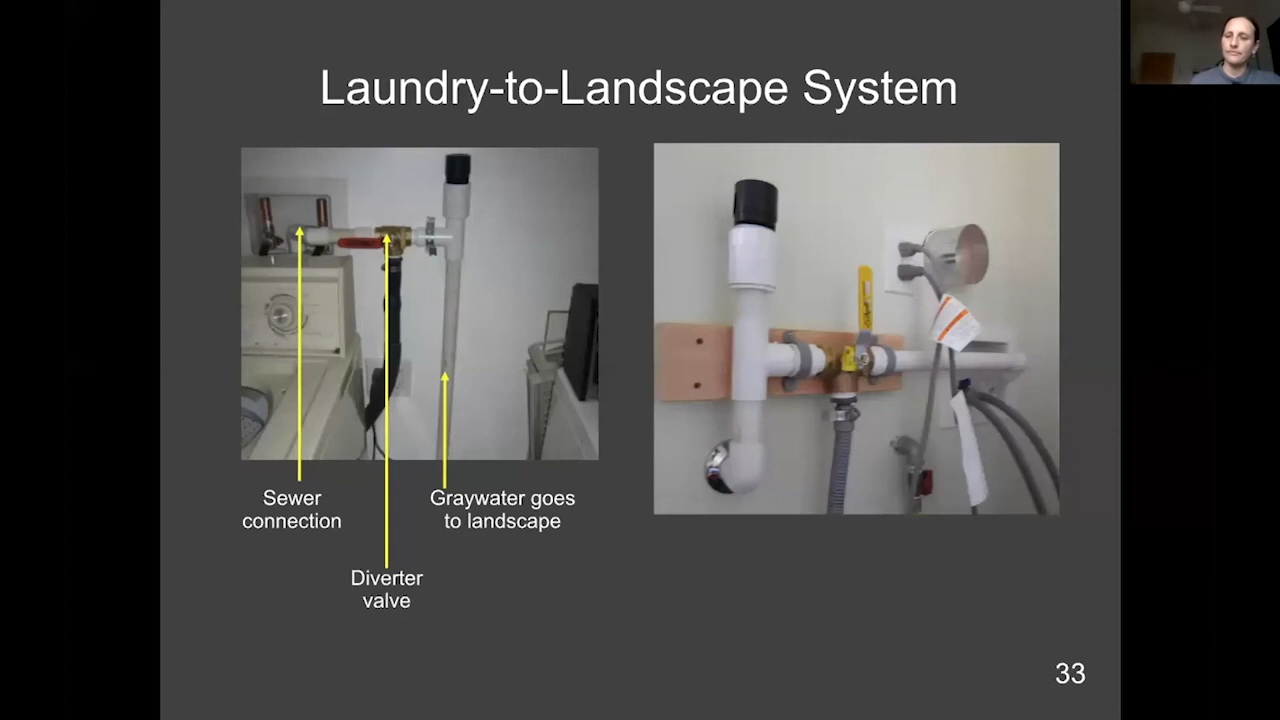 Laundry-to-Landscape System
Sewer
connection
Diverter
valve
Graywater goes
to landscape
33